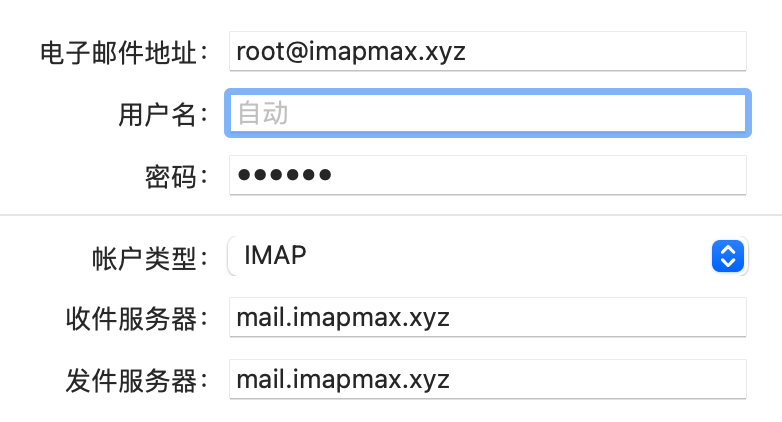 电子邮件地址： root@imapmax.xyz
用户名： 自动
密码： ••••••
帐户类型： IMAP
收件服务器： mail.imapmax.xyz
发件服务器： mail.imapmax.xyz